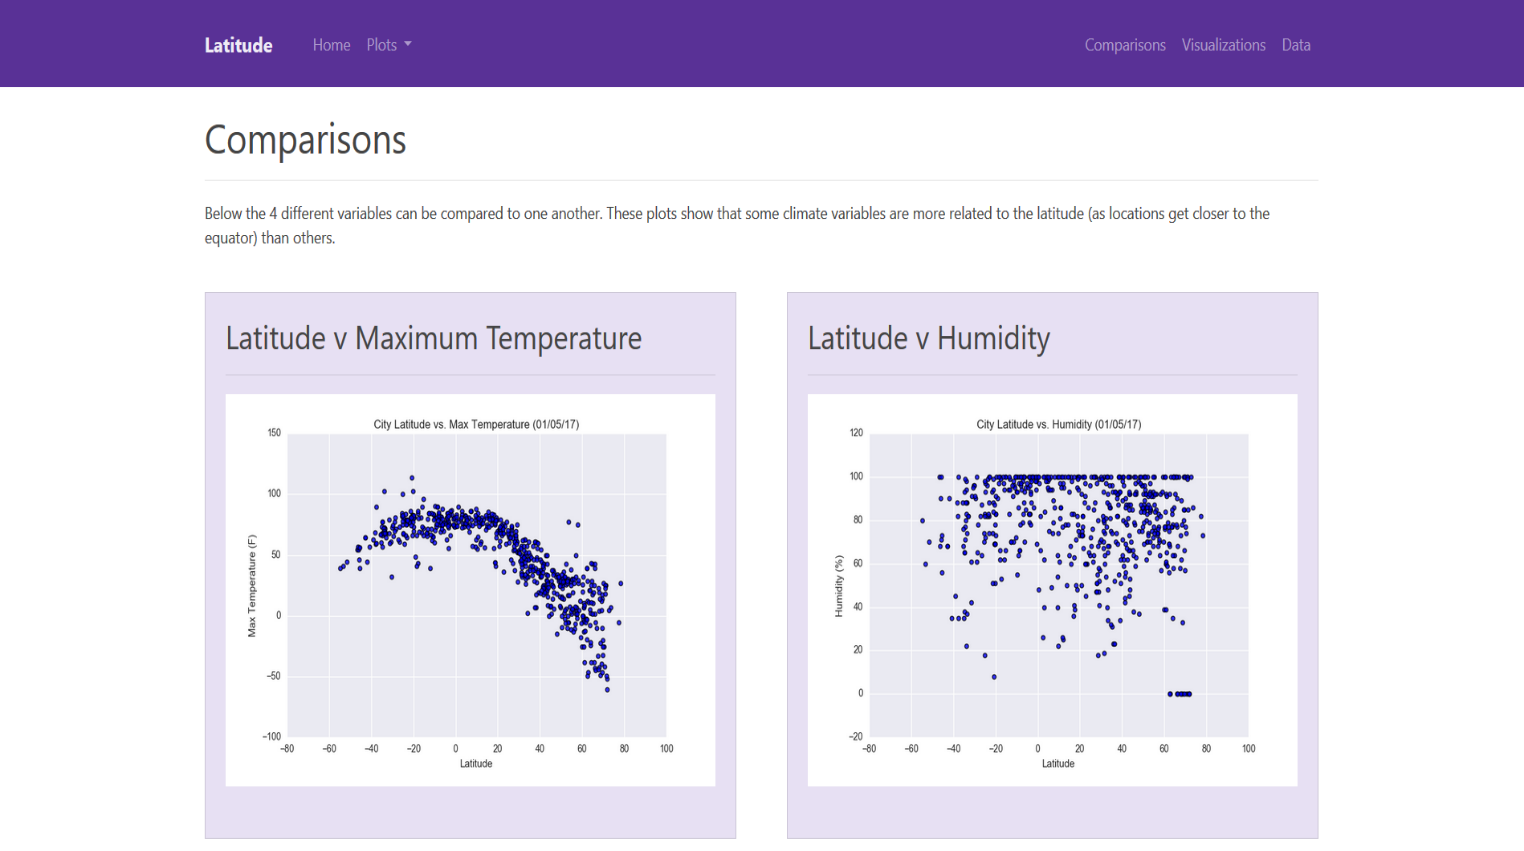 Latitude Home Plots Comparisons Visualizations Data
Comparisons
Below the 4 different variables can be compared to one another. These plots show that some climate variables are more related to the latitude (as locations get closer to the
equator) than others.
Latitude v Maximum Temperature
City Latitude vs. Max Temperature (01/05/17)
150
100
50
0
−50
−100
Max Temperature (F)
−80 −60 −40 −20 0 20 40 60 80 100
Latitude
Latitude v Humidity
City Latitude vs. Humidity (01/05/17)
120
100
80
60
40
20
0
−20
Humidity (%)
−80 −60 −40 −20 0 20 40 60 80 100
Latitude